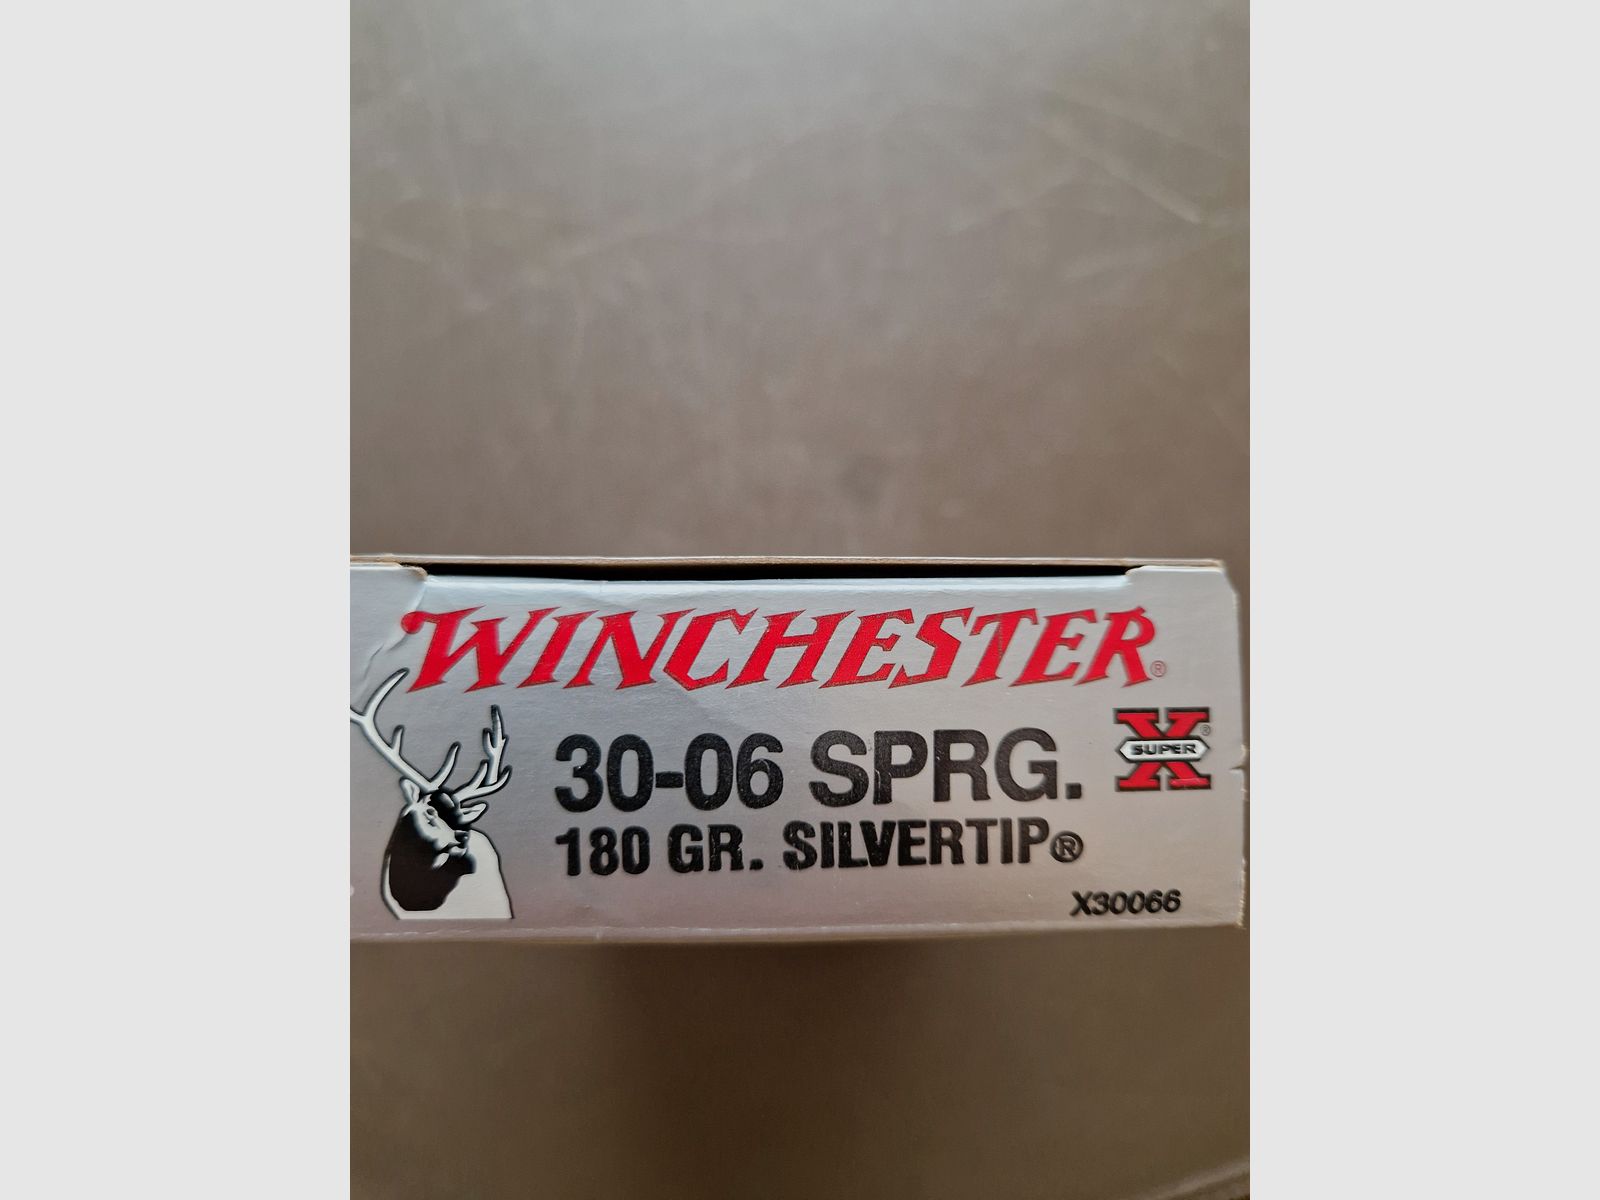 WINCHESTER®
30-06 SPRG.
SUPER X®
180 GR. SILVERTIP®
X30066